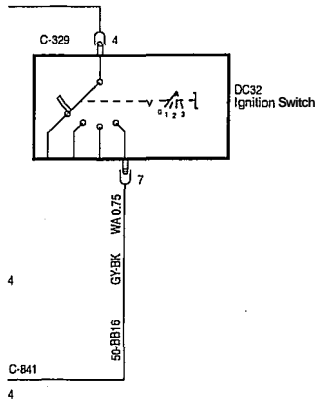 C-329
4
DC32
Ignition Switch
0 1 2 3
7
WA 0.75
GY-BK
50-BB16
4
C-841
4